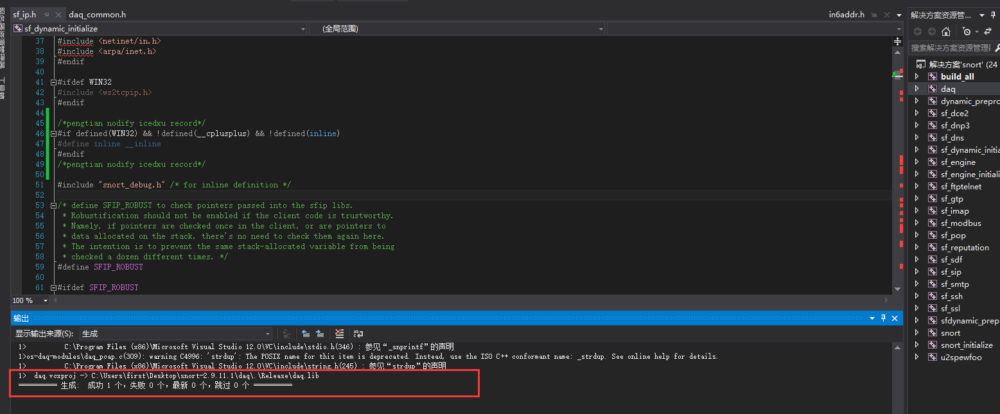 sf_ip.h
daq_common.h
in6addr.h
sf_dynamic_initialize
(全局范围)
37 #include <netinet/in.h>
38 #include <arpa/inet.h>
39 #endif
40
41 #ifdef WIN32
42 #include <ws2tcpip.h>
43 #endif
44
45 /*pengtian nodify icedxu record*/
46 #if defined(WIN32) && !defined(__cplusplus) && !defined(inline)
47 #define inline __inline
48 #endif
49 /*pengtian nodify icedxu record*/
50
51 #include "snort_debug.h" /* for inline definition */
52
53 /* define SFIP_ROBUST to check pointers passed into the sfip libs.
54 * Robustification should not be enabled if the client code is trustworthy.
55 * Namely, if pointers are checked once in the client, or are pointers to
56 * data allocated on the stack, there's no need to check them again here.
57 * The intention is to prevent the same stack-allocated variable from being
58 * checked a dozen different times. */
59 #define SFIP_ROBUST
60
61 #ifdef SFIP_ROBUST
100 %
输出
显示输出来源(S): 生成
1> C:\Program Files (x86)\Microsoft Visual Studio 12.0\VC\include\stdio.h(346) : 参见“_snprintf”的声明
1>os-daq-modules\daq_pcap.c(309): warning C4996: 'strdup': The POSIX name for this item is deprecated. Instead, use the ISO C++ conformant name: _strdup. See online help for details.
1> C:\Program Files (x86)\Microsoft Visual Studio 12.0\VC\include\string.h(245) : 参见“strdup”的声明
1> daq.vcxproj -> C:\Users\first\Desktop\snort-2.9.11.1\daq\.\Release\daq.lib
========== 生成: 成功 1 个，失败 0 个，最新 0 个，跳过 0 个 ==========
解决方案资源管...
搜索解决方案资源管理
解决方案'snort' (24
build_all
daq
dynamic_prepro
sf_dce2
sf_dnp3
sf_dns
sf_dynamic_initia
sf_engine
sf_engine_initiali
sf_ftptelnet
sf_gtp
sf_imap
sf_modbus
sf_pop
sf_reputation
sf_sdf
sf_sip
sf_smtp
sf_ssh
sf_ssl
sfdynamic_prep
snort
snort_initialize
u2spewfoo